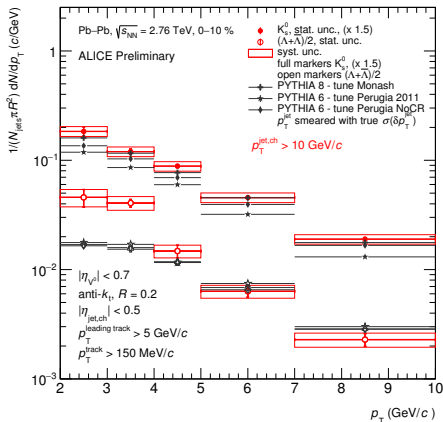 Pb–Pb, √sNN = 2.76 TeV, 0–10 %
ALICE Preliminary
K⁰s, stat. unc., (x 1.5)
(Λ+Λ̅)/2, stat. unc.
syst. unc.
full markers K⁰s, (x 1.5)
open markers (Λ+Λ̅)/2
PYTHIA 8 - tune Monash
PYTHIA 6 - tune Perugia 2011
PYTHIA 6 - tune Perugia NoCR
pTjet smeared with true σ(δpTjet)
pTjet,ch > 10 GeV/c
1/(Njets πR²) dN/dpT (c/GeV)
1
10⁻¹
10⁻²
10⁻³
|ηV⁰| < 0.7
anti-kt, R = 0.2
|ηjet,ch| < 0.5
pTleading track > 5 GeV/c
pTtrack > 150 MeV/c
2 3 4 5 6 7 8 9 10
pT (GeV/c)